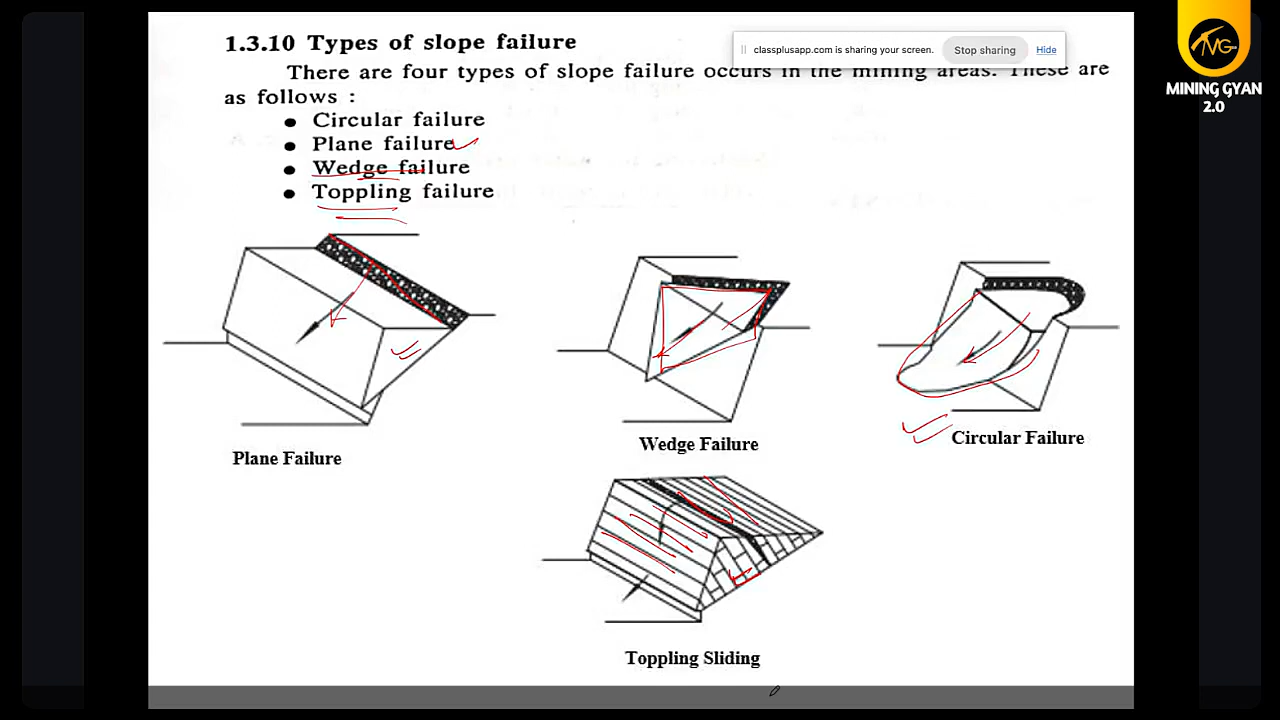 1.3.10 Types of slope failure
classplusapp.com is sharing your screen. Stop sharing Hide
There are four types of slope failure occurs in the mining areas. These are
as follows :
● Circular failure
● Plane failure
● Wedge failure
● Toppling failure
Plane Failure
Wedge Failure
Circular Failure
Toppling Sliding
TMG
MINING GYAN
2.0